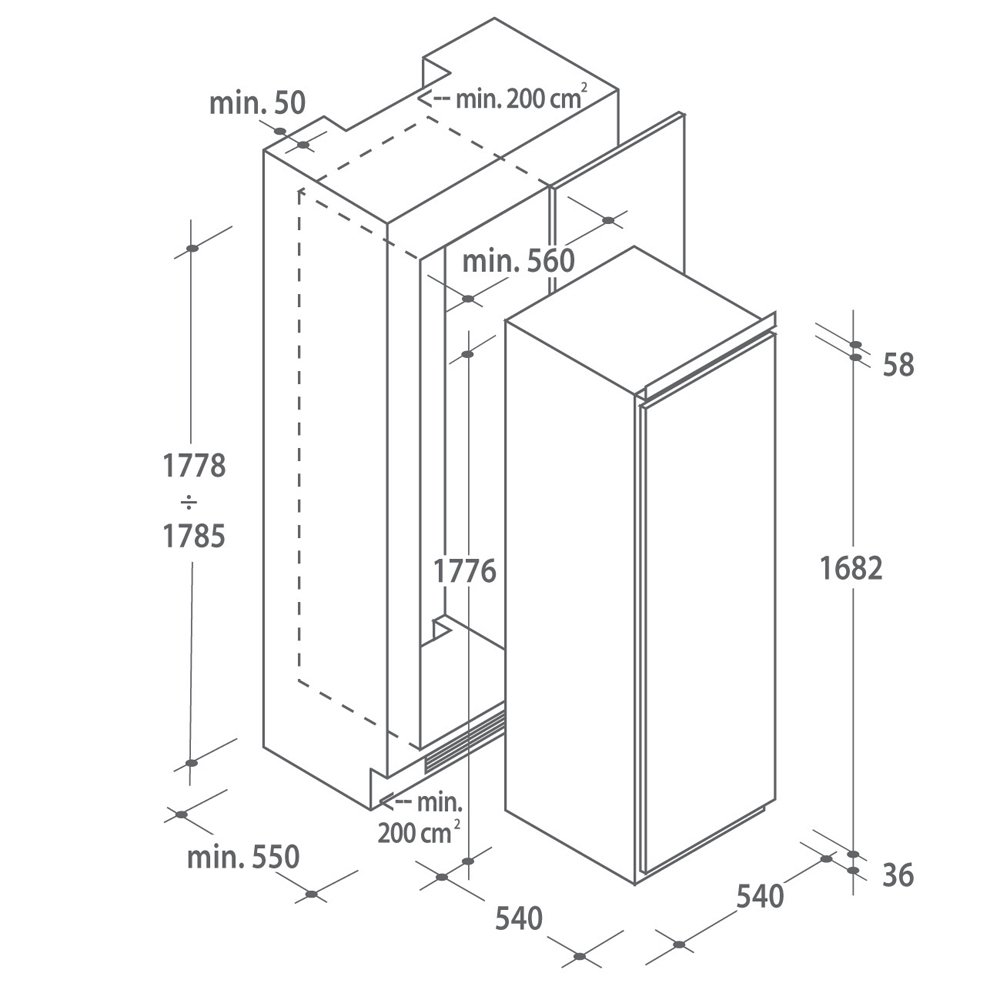 min. 50
<-- min. 200 cm²
min. 560
58
1778
÷
1785
1776
1682
<-- min.
200 cm²
min. 550
36
540
540